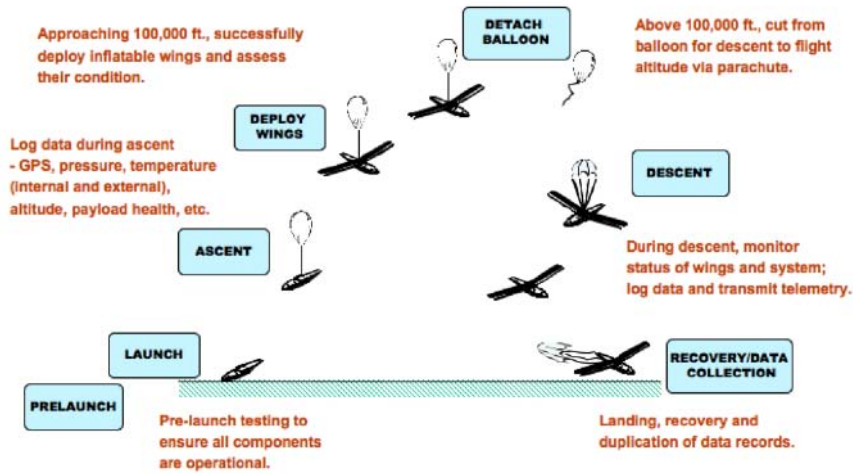 Approaching 100,000 ft., successfully
deploy inflatable wings and assess
their condition.
DETACH
BALLOON
Above 100,000 ft., cut from
balloon for descent to flight
altitude via parachute.
DEPLOY
WINGS
Log data during ascent
- GPS, pressure, temperature
(internal and external),
altitude, payload health, etc.
DESCENT
ASCENT
During descent, monitor
status of wings and system;
log data and transmit telemetry.
LAUNCH
RECOVERY/DATA
COLLECTION
PRELAUNCH
Pre-launch testing to
ensure all components
are operational.
Landing, recovery and
duplication of data records.